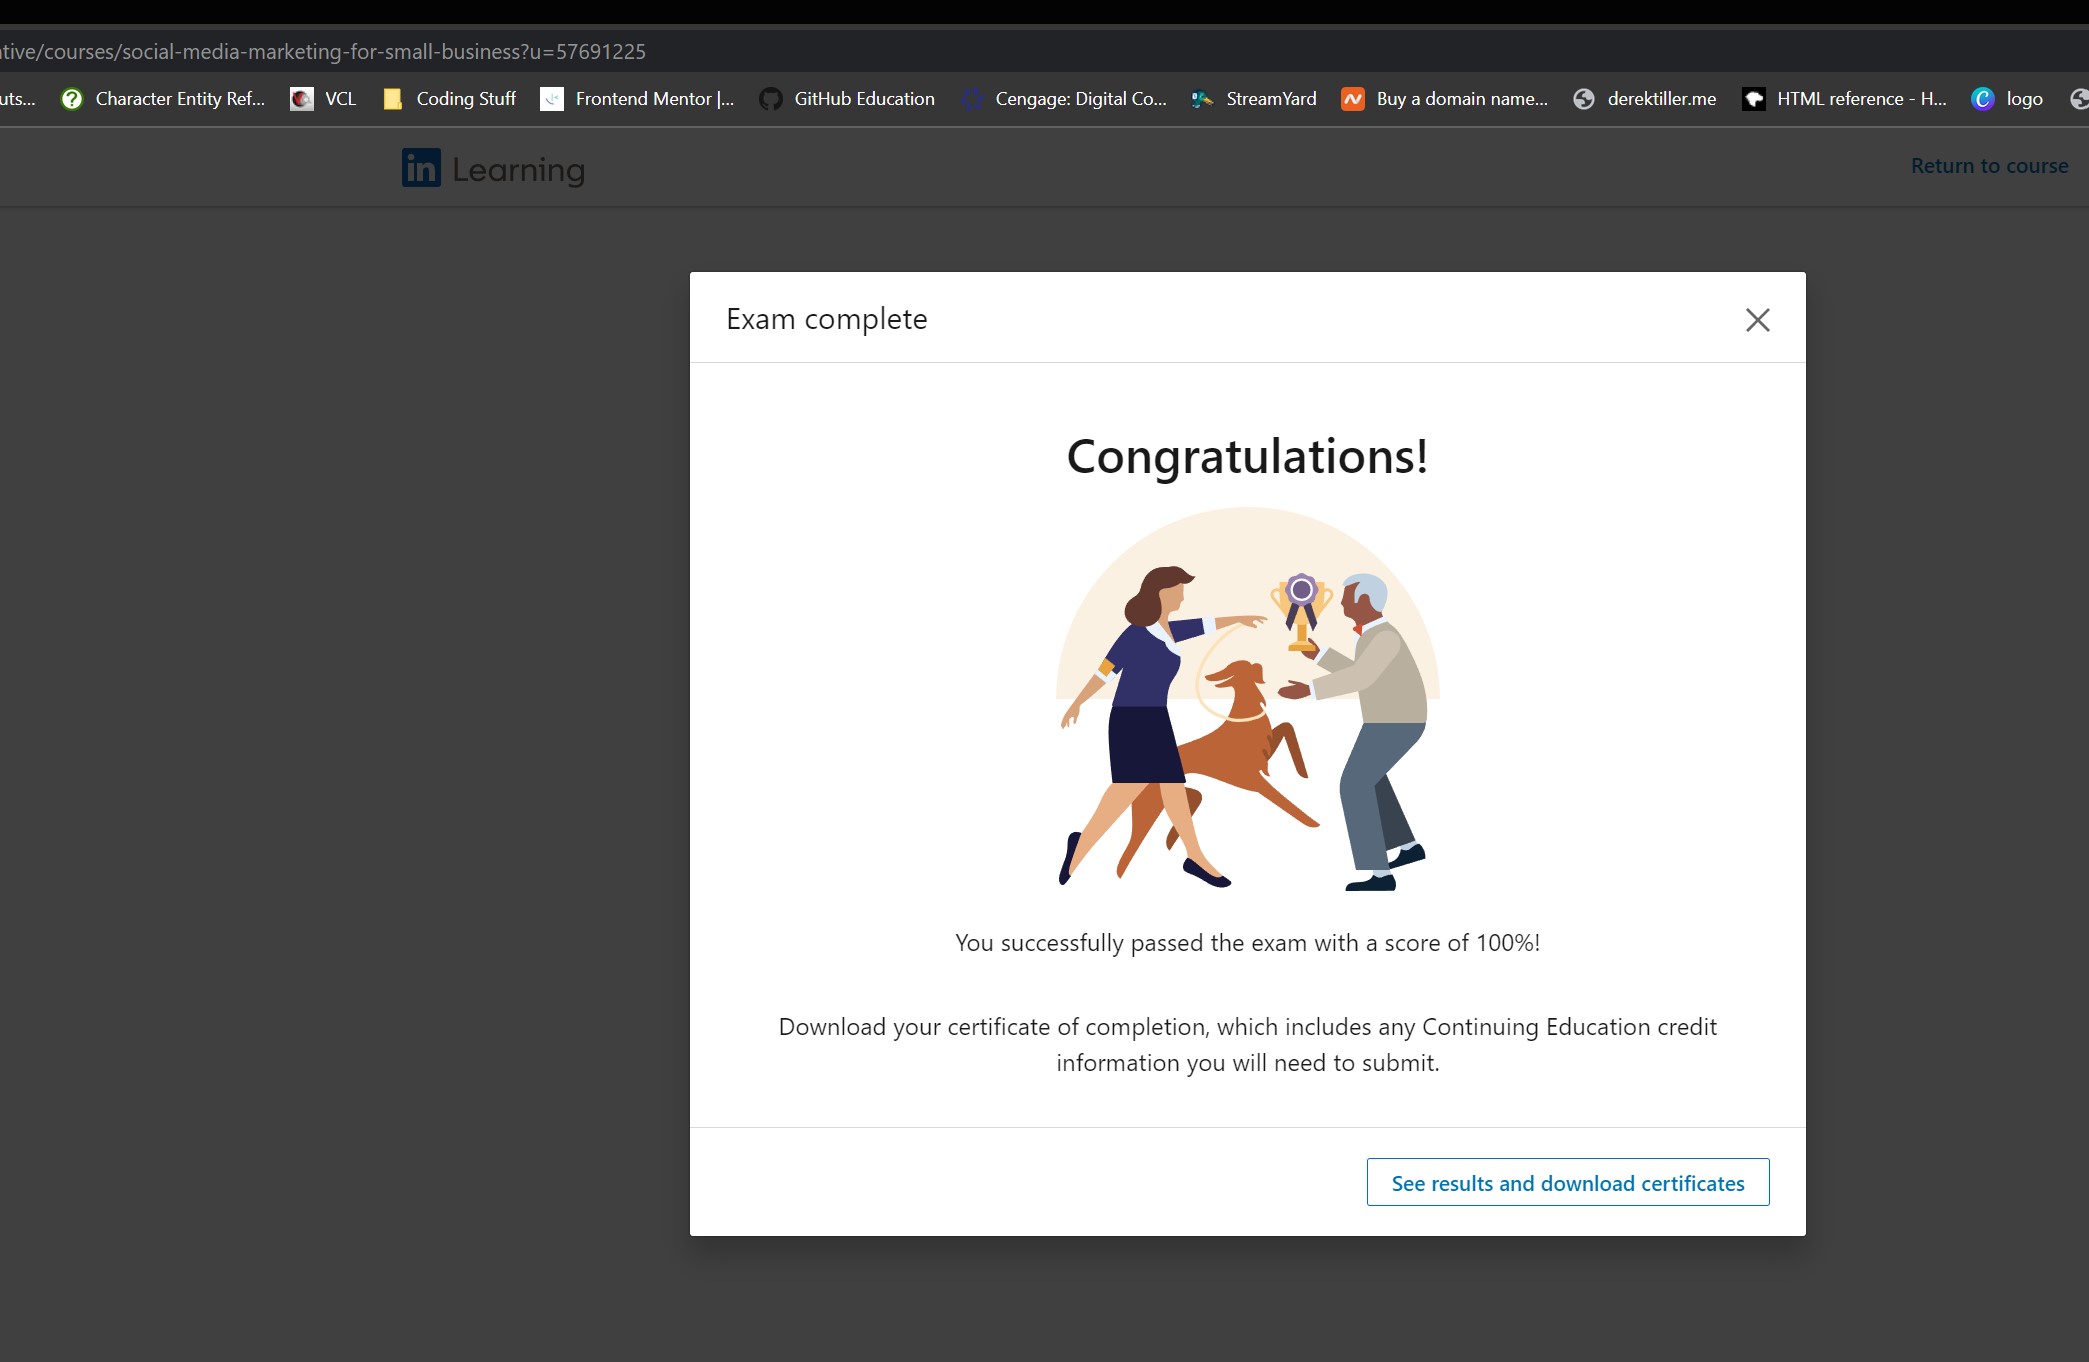 ative/courses/social-media-marketing-for-small-business?u=57691225
uts... Character Entity Ref... VCL Coding Stuff Frontend Mentor |... GitHub Education Cengage: Digital Co... StreamYard Buy a domain name... derektiller.me HTML reference - H... logo
in Learning
Return to course
Exam complete
Congratulations!
You successfully passed the exam with a score of 100%!
Download your certificate of completion, which includes any Continuing Education credit
information you will need to submit.
See results and download certificates